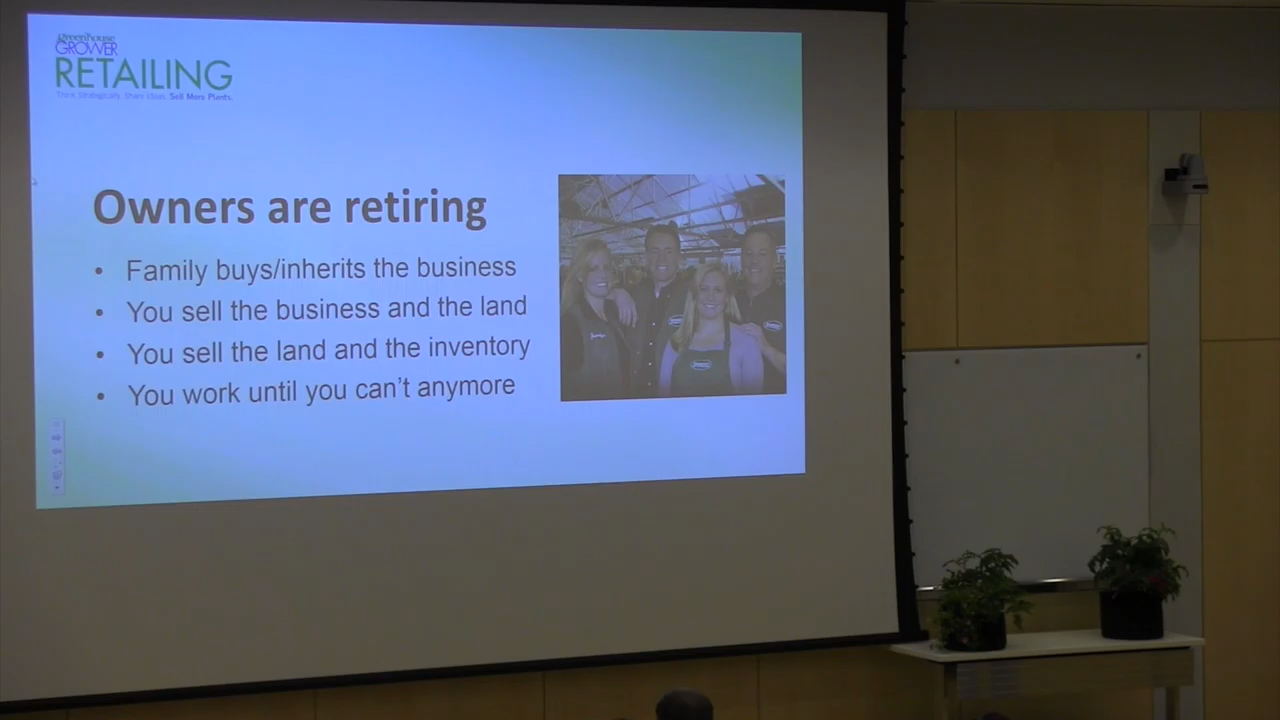 Greenhouse
GROWER
RETAILING
Think Strategically. Share Ideas. Sell More Plants.
Owners are retiring
• Family buys/inherits the business
• You sell the business and the land
• You sell the land and the inventory
• You work until you can't anymore